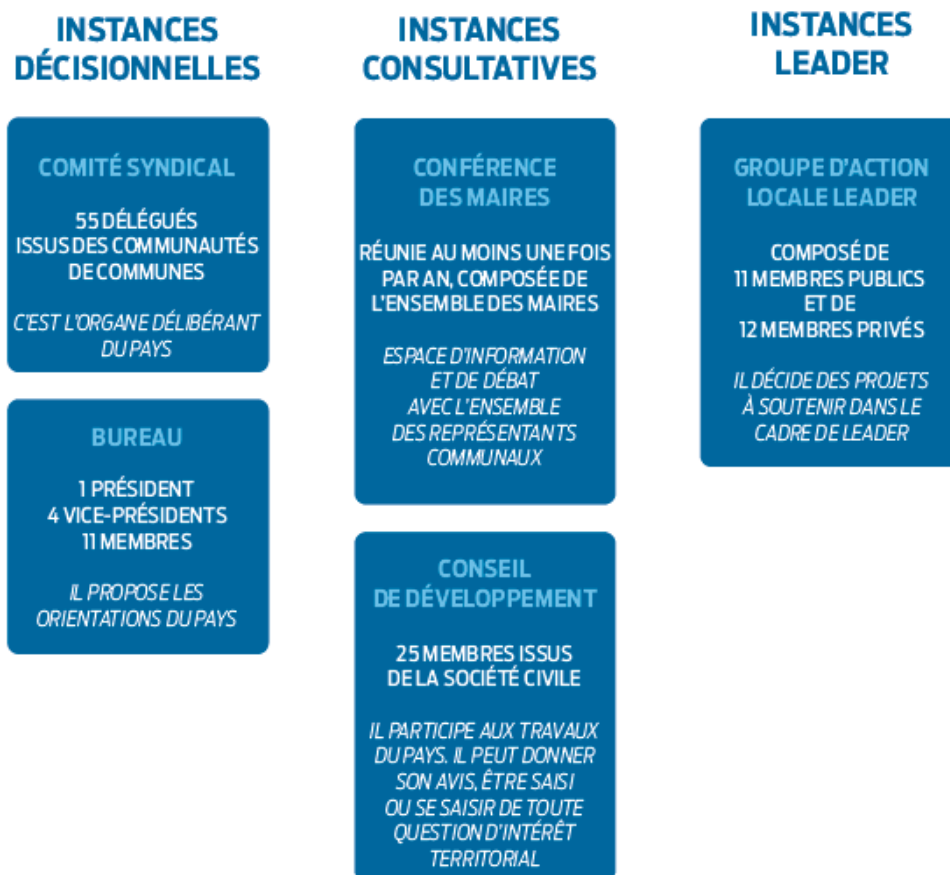 INSTANCES
DÉCISIONNELLES
COMITÉ SYNDICAL
55 DÉLÉGUÉS
ISSUS DES COMMUNAUTÉS
DE COMMUNES
C'EST L'ORGANE DÉLIBÉRANT
DU PAYS
BUREAU
1 PRÉSIDENT
4 VICE-PRÉSIDENTS
11 MEMBRES
IL PROPOSE LES
ORIENTATIONS DU PAYS
INSTANCES
CONSULTATIVES
CONFÉRENCE
DES MAIRES
RÉUNIE AU MOINS UNE FOIS
PAR AN, COMPOSÉE DE
L'ENSEMBLE DES MAIRES
ESPACE D'INFORMATION
ET DE DÉBAT
AVEC L'ENSEMBLE
DES REPRÉSENTANTS
COMMUNAUX
CONSEIL
DE DÉVELOPPEMENT
25 MEMBRES ISSUS
DE LA SOCIÉTÉ CIVILE
IL PARTICIPE AUX TRAVAUX
DU PAYS. IL PEUT DONNER
SON AVIS, ÊTRE SAISI
OU SE SAISIR DE TOUTE
QUESTION D'INTÉRÊT
TERRITORIAL
INSTANCES
LEADER
GROUPE D'ACTION
LOCALE LEADER
COMPOSÉ DE
11 MEMBRES PUBLICS
ET DE
12 MEMBRES PRIVÉS
IL DÉCIDE DES PROJETS
À SOUTENIR DANS LE
CADRE DE LEADER